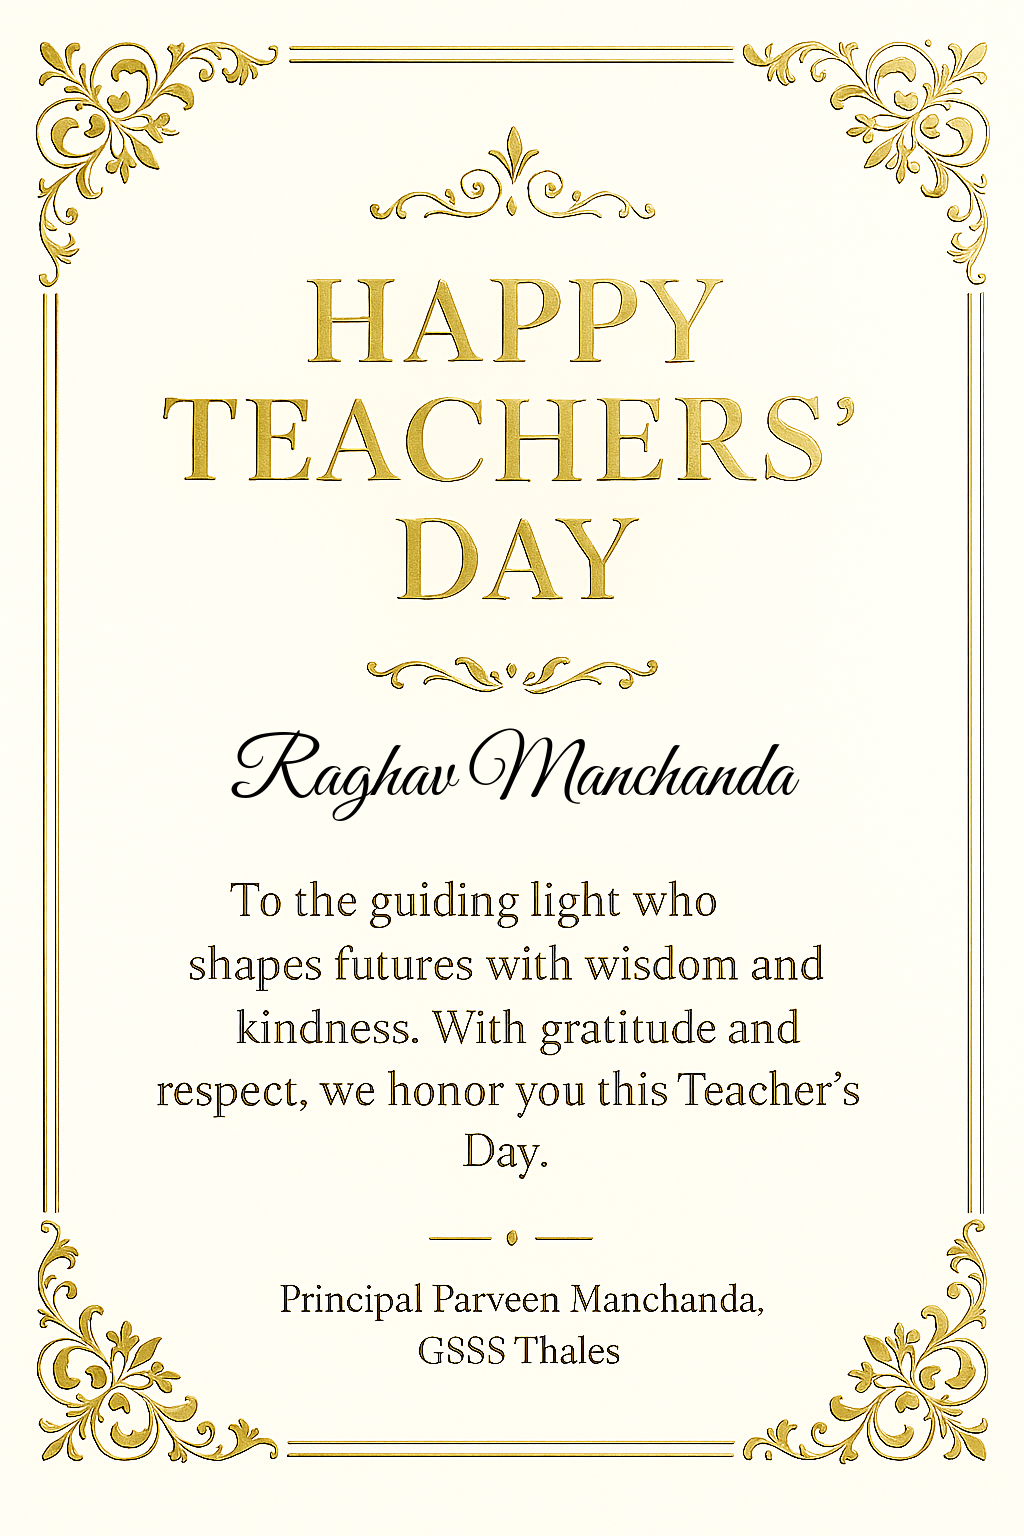 HAPPY
TEACHERS’
DAY
Raghav Manchanda
To the guiding light who
shapes futures with wisdom and
kindness. With gratitude and
respect, we honor you this Teacher’s
Day.
Principal Parveen Manchanda,
GSSS Thales